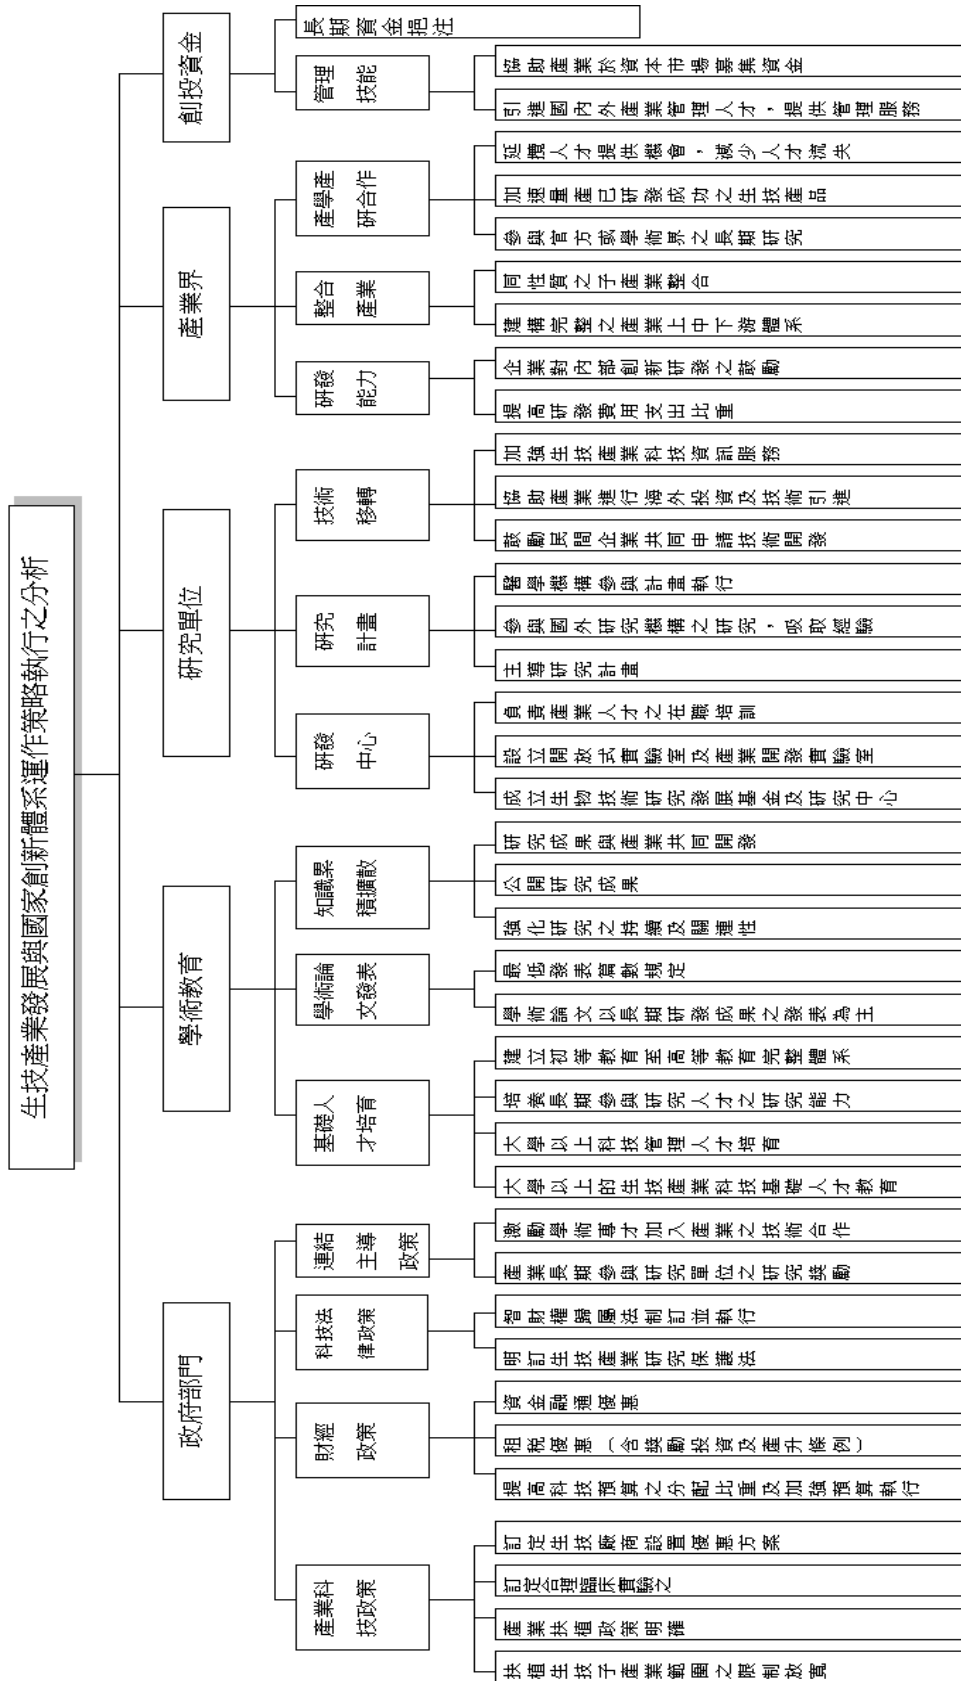 生技產業發展與國家創新體系運作策略執行之分析
政府部門
產業科
技政策
扶植生技子產業範圍之限制放寬
產業扶植政策明確
訂定合理臨床實驗之
訂定生技廠商設置優惠方案
財經
政策
提高科技預算之分配比重及加強預算執行
租稅優惠（含獎勵投資及產升條例）
資金融通優惠
科技法
律政策
明訂生技產業研究保護法
智財權歸屬法制訂並執行
連結
主導
政策
產業長期參與研究單位之研究獎勵
激勵學術專才加入產業之技術合作
學術教育
基礎人
才培育
大學以上的生技產業科技基礎人才教育
大學以上科技管理人才培育
培養長期參與研究人才之研究能力
建立初等教育至高等教育完整體系
學術論
文發表
學術論文以長期研發成果之發表為主
最低發表篇數規定
知識累
積擴散
強化研究之持續及關連性
公開研究成果
研究成果與產業共同開發
研究單位
研發
中心
成立生物技術研究發展基金及研究中心
設立開放式實驗室及產業開發實驗室
負責產業人才之在職培訓
研究
計畫
主導研究計畫
參與國外研究機構之研究，吸取經驗
醫學機構參與計畫執行
技術
移轉
鼓勵民間企業共同申請技術開發
協助產業進行海外投資及技術引進
加強生技產業科技資訊服務
產業界
研發
能力
提高研發費用支出比重
企業對內部創新研發之鼓勵
整合
產業
建構完整之產業上中下游體系
同性質之子產業整合
產學產
研合作
參與官方或學術界之長期研究
加速量產已研發成功之生技產品
延攬人才提供機會，減少人才流失
創投資金
管理
技能
引進國內外產業管理人才，提供管理服務
協助產業於資本市場募集資金
長期資金挹注